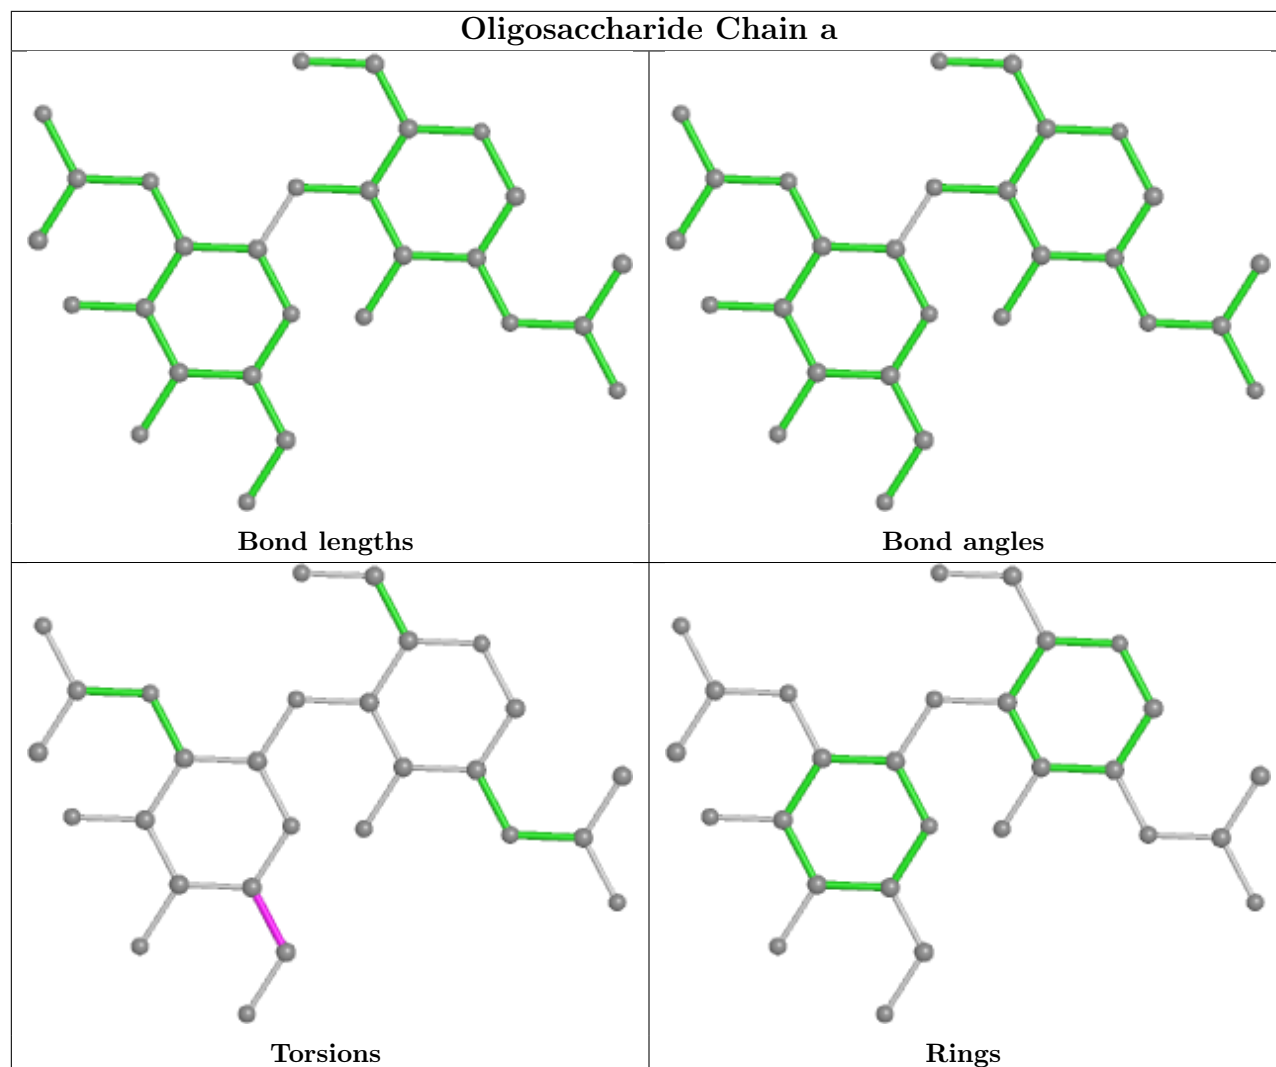 Oligosaccharide Chain a
Bond lengths
Bond angles
Torsions
Rings